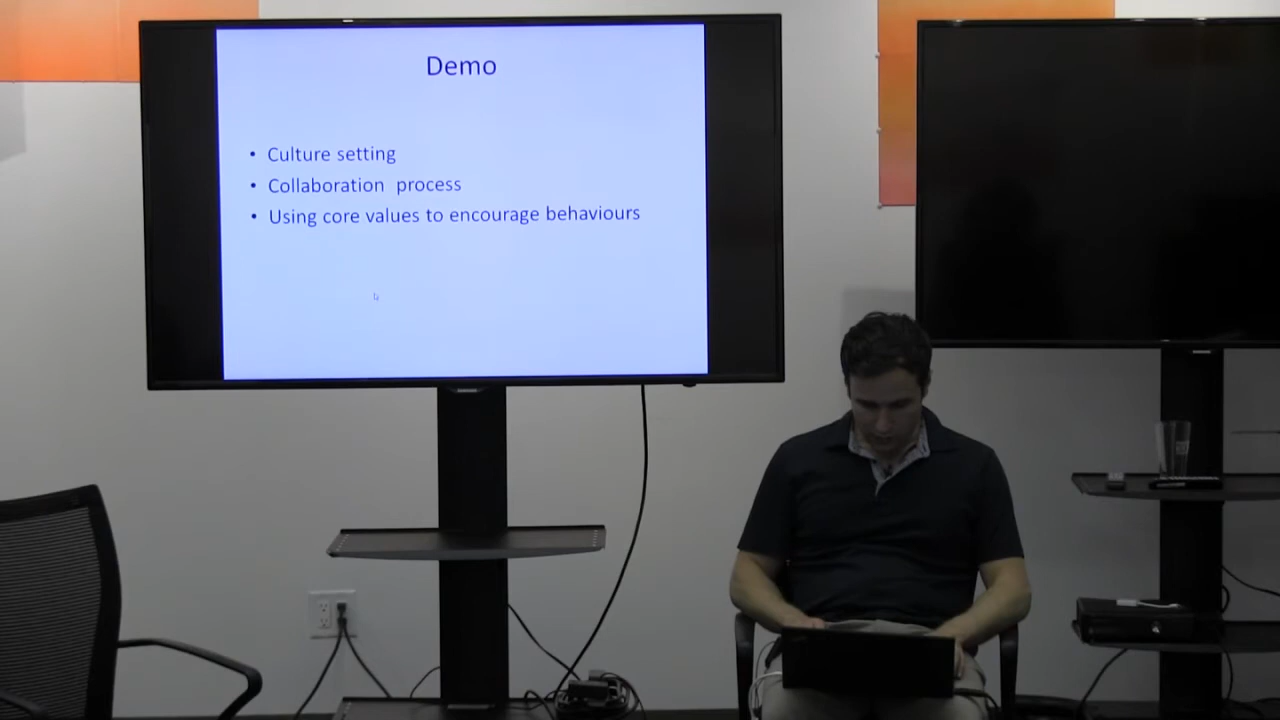 Demo
• Culture setting
• Collaboration process
• Using core values to encourage behaviours